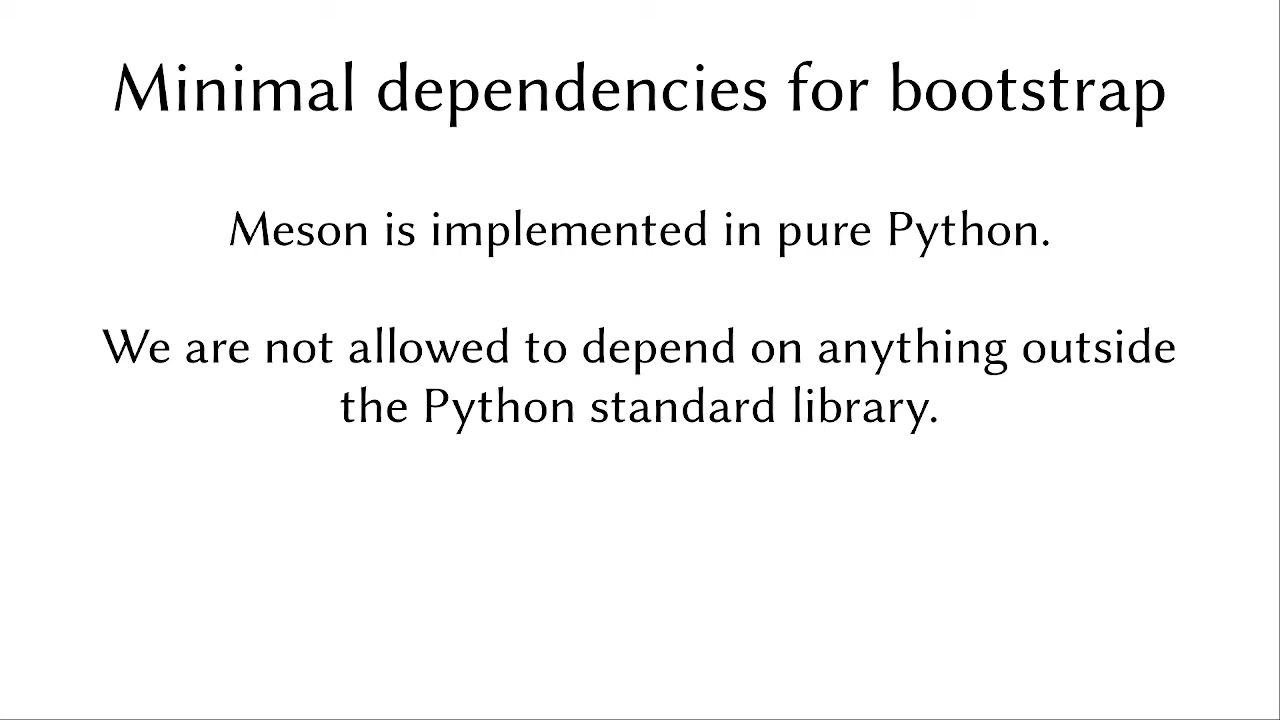 Minimal dependencies for bootstrap
Meson is implemented in pure Python.
We are not allowed to depend on anything outside
the Python standard library.